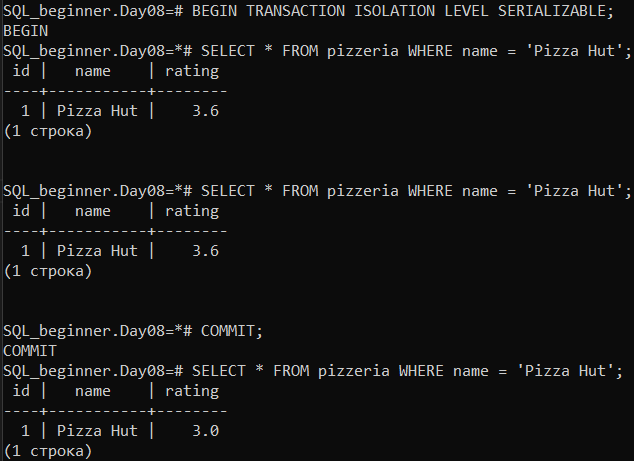 SQL_beginner.Day08=# BEGIN TRANSACTION ISOLATION LEVEL SERIALIZABLE;
BEGIN
SQL_beginner.Day08=*# SELECT * FROM pizzeria WHERE name = 'Pizza Hut';
 id |   name    | rating
----+-----------+--------
  1 | Pizza Hut |    3.6
(1 строка)
SQL_beginner.Day08=*# SELECT * FROM pizzeria WHERE name = 'Pizza Hut';
 id |   name    | rating
----+-----------+--------
  1 | Pizza Hut |    3.6
(1 строка)
SQL_beginner.Day08=*# COMMIT;
COMMIT
SQL_beginner.Day08=# SELECT * FROM pizzeria WHERE name = 'Pizza Hut';
 id |   name    | rating
----+-----------+--------
  1 | Pizza Hut |    3.0
(1 строка)